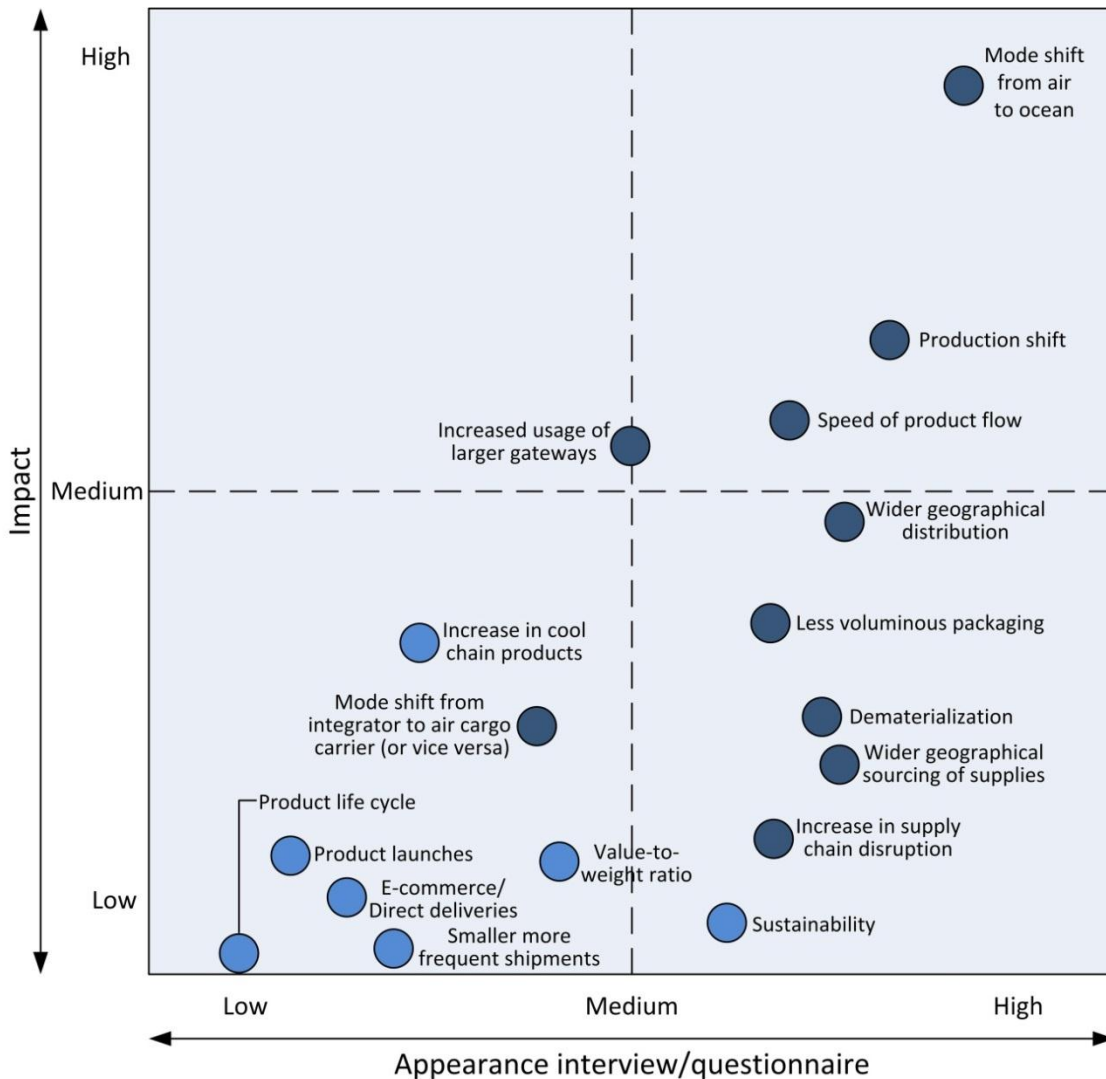 High
Mode shift
from air
to ocean
Production shift
Speed of product flow
Increased usage of
larger gateways
Medium
Impact
Wider geographical
distribution
Less voluminous packaging
Increase in cool
chain products
Mode shift from
integrator to air cargo
carrier (or vice versa)
Dematerialization
Wider geographical
sourcing of supplies
Product life cycle
Increase in supply
chain disruption
Product launches
Value-to-
weight ratio
E-commerce/
Direct deliveries
Low
Sustainability
Smaller more
frequent shipments
Low
Medium
High
Appearance interview/questionnaire